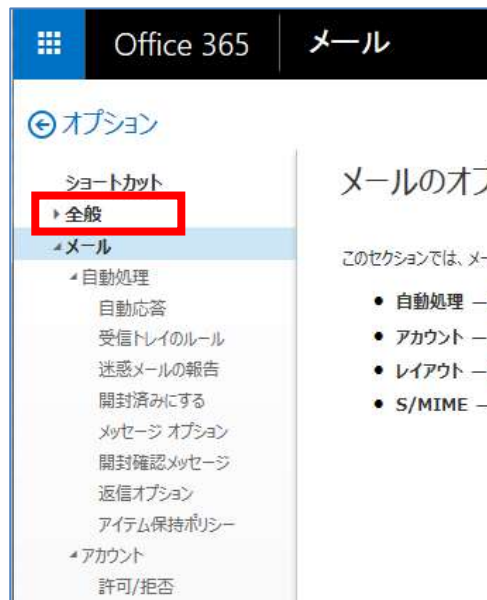 Office 365 メール
オプション
ショートカット
全般
メール
自動処理
自動応答
受信トレイのルール
迷惑メールの報告
開封済みにする
メッセージ オプション
開封確認メッセージ
返信オプション
アイテム保持ポリシー
アカウント
許可/拒否
メールのオプ
このセクションでは、メー
自動処理 —
アカウント —
レイアウト —
S/MIME —